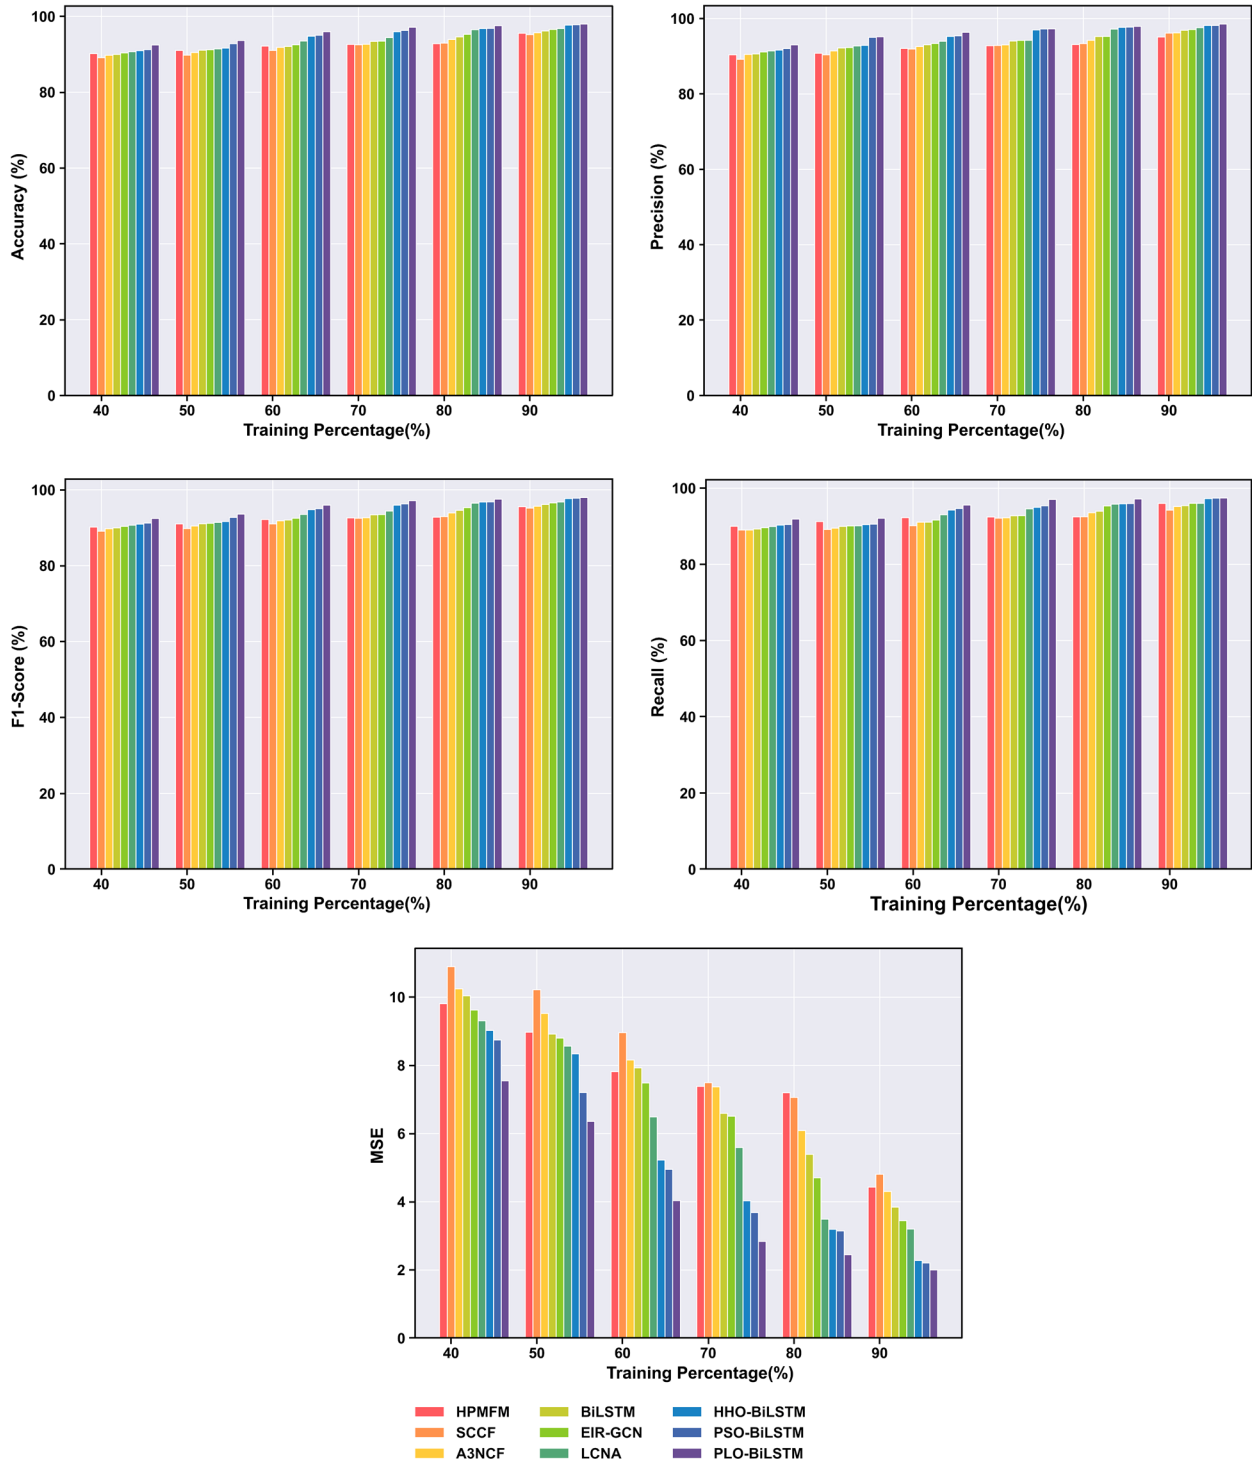 100
80
60
40
20
0
Accuracy (%)
40 50 60 70 80 90
Training Percentage(%)
100
80
60
40
20
0
Precision (%)
40 50 60 70 80 90
Training Percentage(%)
100
80
60
40
20
0
F1-Score (%)
40 50 60 70 80 90
Training Percentage(%)
100
80
60
40
20
0
Recall (%)
40 50 60 70 80 90
Training Percentage(%)
10
8
6
4
2
0
MSE
40 50 60 70 80 90
Training Percentage(%)
HPMFM BiLSTM HHO-BiLSTM
SCCF EIR-GCN PSO-BiLSTM
A3NCF LCNA PLO-BiLSTM